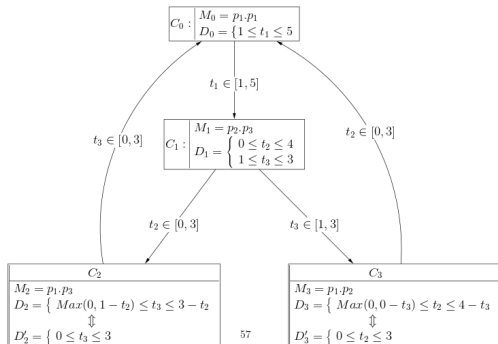 C₀ : M₀ = p₁.p₁
D₀ = {1 ≤ t₁ ≤ 5
t₁ ∈ [1, 5]
C₁ : M₁ = p₂.p₃
D₁ = { 0 ≤ t₂ ≤ 4
1 ≤ t₃ ≤ 3
t₃ ∈ [0, 3]
t₂ ∈ [0, 3]
t₂ ∈ [0, 3]
t₃ ∈ [1, 3]
C₂
M₂ = p₁.p₃
D₂ = { Max(0, 1 − t₂) ≤ t₃ ≤ 3 − t₂
⇕
D′₂ = { 0 ≤ t₃ ≤ 3
C₃
M₃ = p₁.p₂
D₃ = { Max(0, 0 − t₃) ≤ t₂ ≤ 4 − t₃
⇕
D′₃ = { 0 ≤ t₂ ≤ 3
57